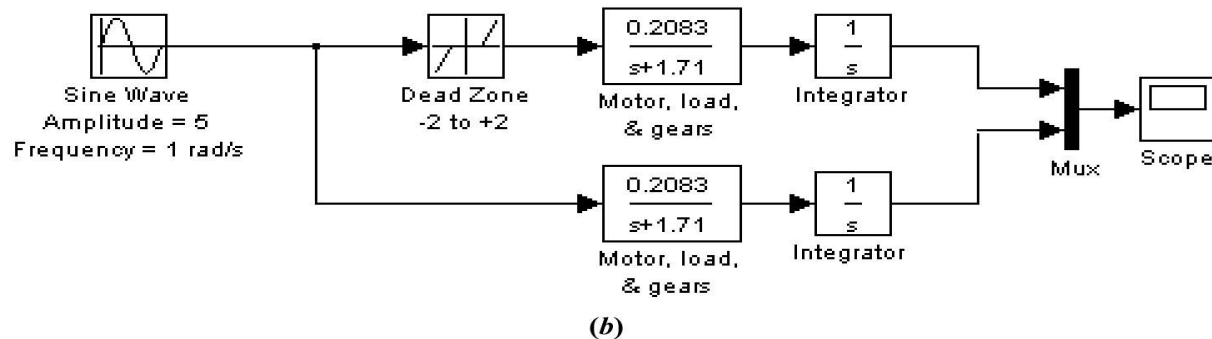 Sine Wave
Amplitude = 5
Frequency = 1 rad/s
Dead Zone
-2 to +2
0.2083
s+1.71
Motor, load,
& gears
1
s
Integrator
0.2083
s+1.71
Motor, load,
& gears
1
s
Integrator
Mux
Scope
(b)